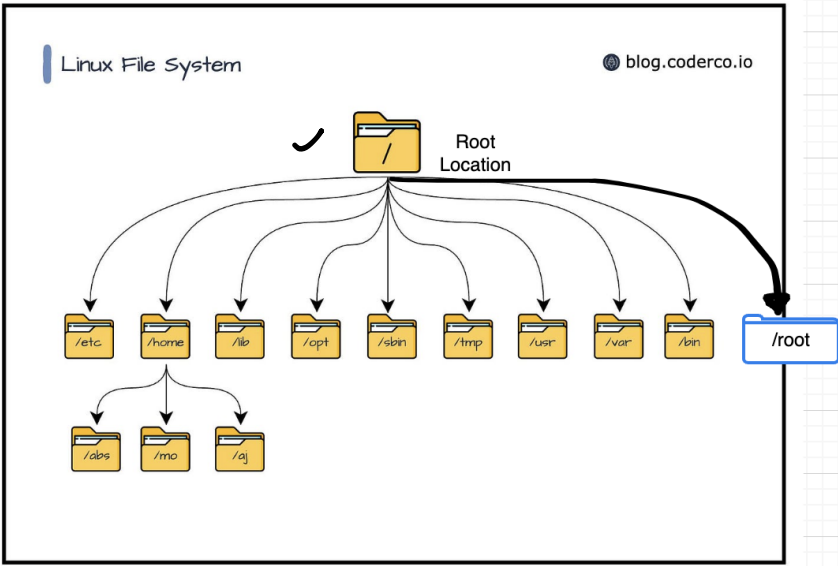 Linux File System
blog.coderco.io
/
Root
Location
/etc
/home
/lib
/opt
/sbin
/tmp
/usr
/var
/bin
/root
/abs
/mo
/aj